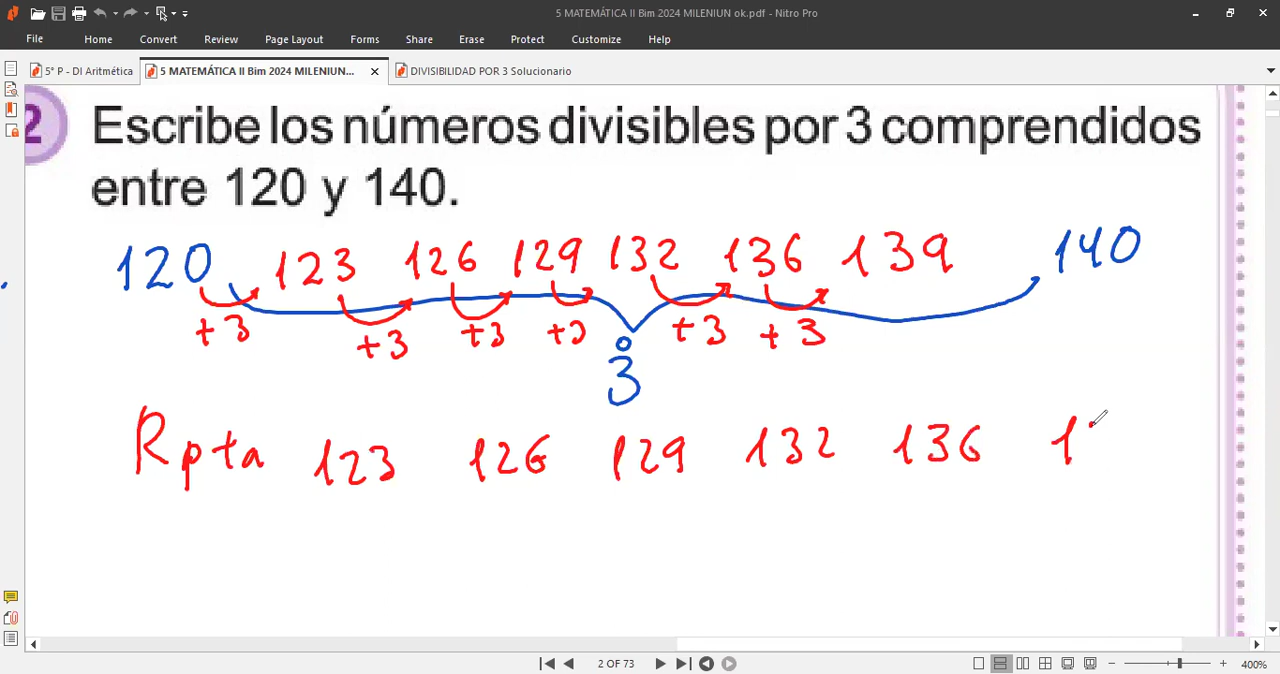 5 MATEMÁTICA II Bim 2024 MILENIUN ok.pdf - Nitro Pro
File Home Convert Review Page Layout Forms Share Erase Protect Customize Help
5° P - DI Aritmética 5 MATEMÁTICA II Bim 2024 MILENIUN... DIVISIBILIDAD POR 3 Solucionario
2 Escribe los números divisibles por 3 comprendidos
entre 120 y 140.
120 123 126 129 132 136 139 140
+3 +3 +3 +3 +3 +3
3
Rpta 123 126 129 132 136 1
2 OF 73 400%